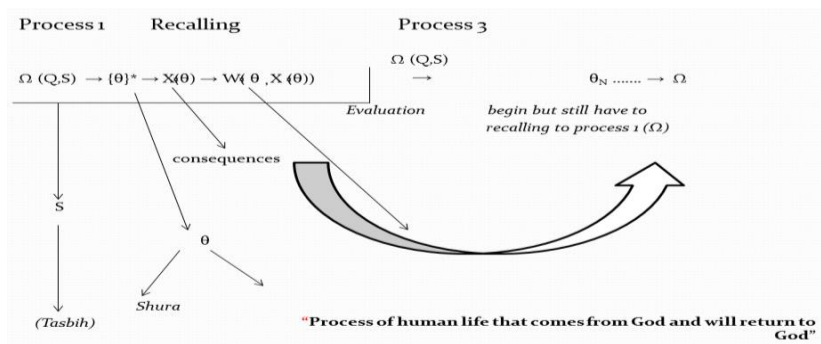 Process 1 Recalling Process 3
Ω (Q,S)
Ω (Q,S) → {θ}* → X(θ) → W( θ ,X (θ)) → θN ....... → Ω
Evaluation begin but still have to
recalling to process 1 (Ω)
consequences
S
θ
Shura
(Tasbih)
"Process of human life that comes from God and will return to
God"